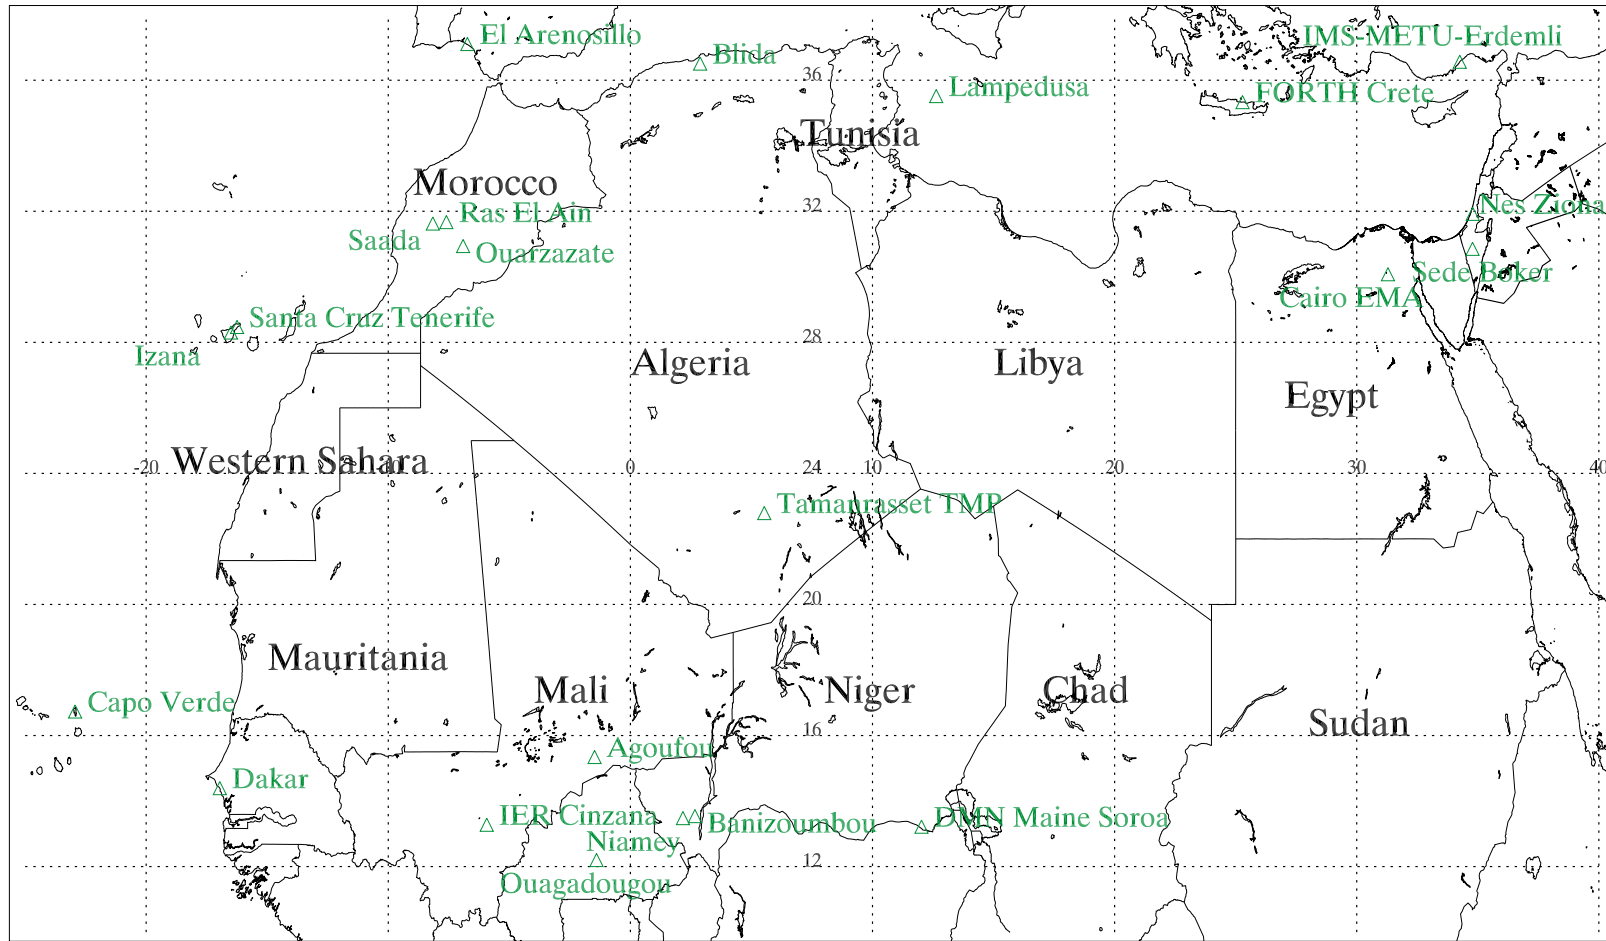 El Arenosillo
IMS-METU-Erdemli
Blida
36
Lampedusa
FORTH Crete
Tunisia
Morocco
Nes Ziona
32
Ras El Ain
Saada
Ouarzazate
Sede Boker
Cairo EMA
Santa Cruz Tenerife
Izana
28
Algeria
Libya
Egypt
Western Sahara
-20
-10
0
24
10
20
30
40
Tamanrasset TMP
20
Mauritania
Mali
Niger
Chad
Capo Verde
Sudan
16
Agoufou
Dakar
IER Cinzana
Banizoumbou
DMN Maine Soroa
Niamey
12
Ouagadougou